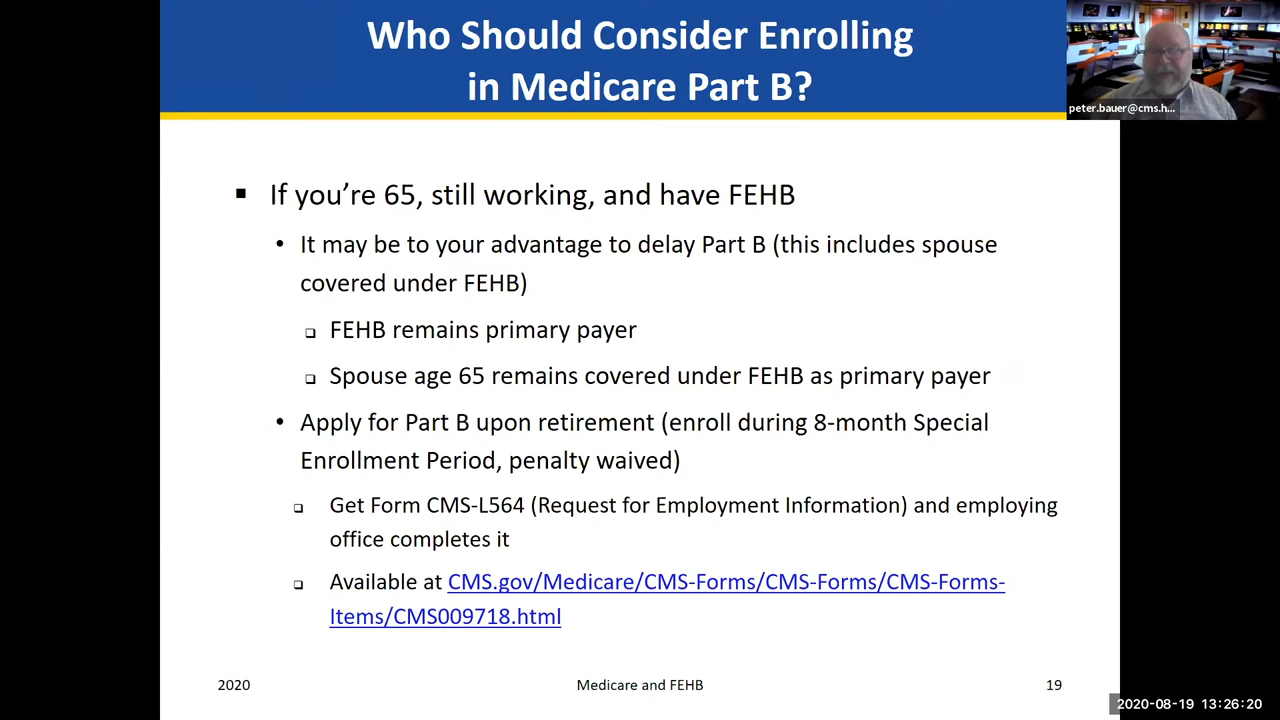 Who Should Consider Enrolling
in Medicare Part B?
peter.bauer@cms.h...
▪ If you’re 65, still working, and have FEHB
• It may be to your advantage to delay Part B (this includes spouse
covered under FEHB)
❑ FEHB remains primary payer
❑ Spouse age 65 remains covered under FEHB as primary payer
• Apply for Part B upon retirement (enroll during 8-month Special
Enrollment Period, penalty waived)
❑ Get Form CMS-L564 (Request for Employment Information) and employing
office completes it
❑ Available at CMS.gov/Medicare/CMS-Forms/CMS-Forms/CMS-Forms-
Items/CMS009718.html
2020 Medicare and FEHB 19
2020-08-19 13:26:20